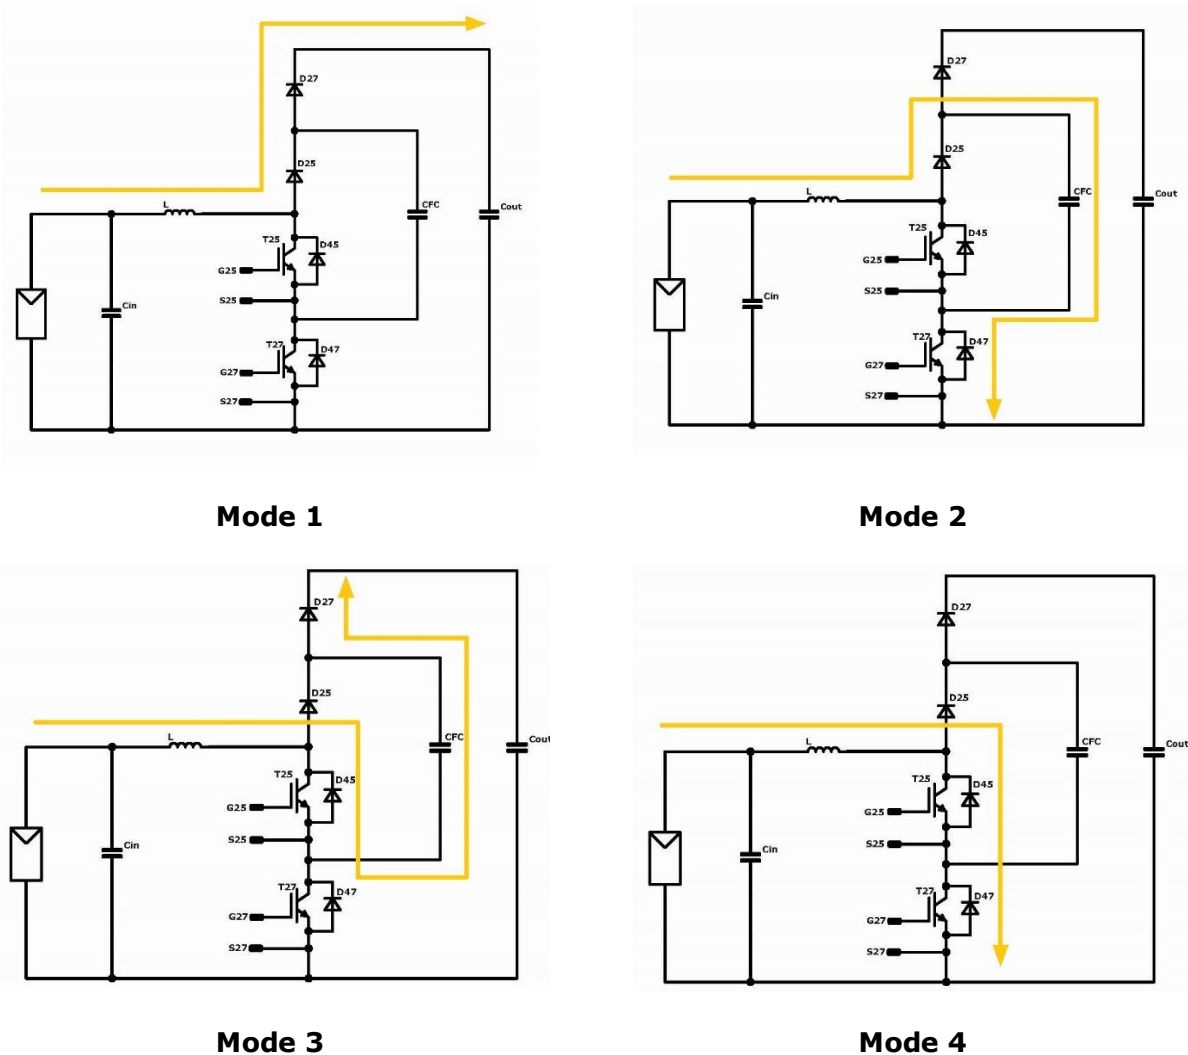 D27
D25
L
CFC
Cout
T25
D45
G25
Cin
S25
T27
D47
G27
S27
Mode 1
D27
D25
L
CFC
Cout
T25
D45
G25
S25
Cin
T27
D47
G27
S27
Mode 2
D27
D25
L
CFC
Cout
T25
D45
G25
S25
Cin
T27
D47
G27
S27
Mode 3
D27
D25
L
CFC
Cout
T25
D45
G25
S25
Cin
T27
D47
G27
S27
Mode 4